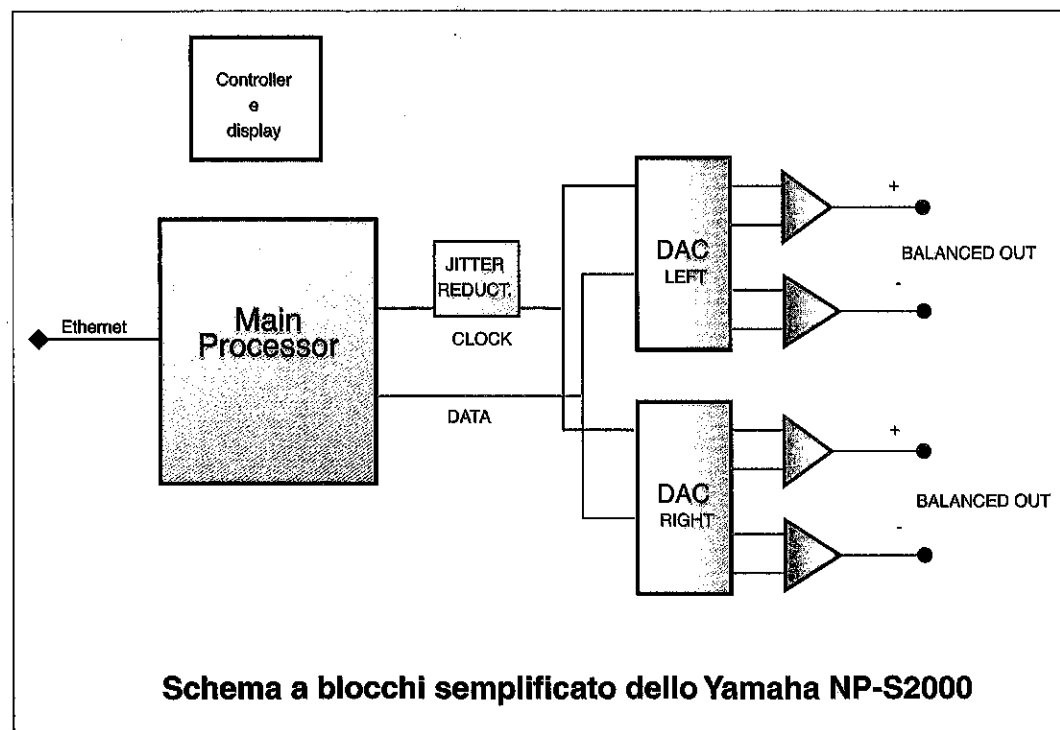 Controller
e
display
Ethernet
Main
Processor
JITTER
REDUCT.
CLOCK
DATA
DAC
LEFT
+
BALANCED OUT
-
DAC
RIGHT
+
BALANCED OUT
-
Schema a blocchi semplificato dello Yamaha NP-S2000